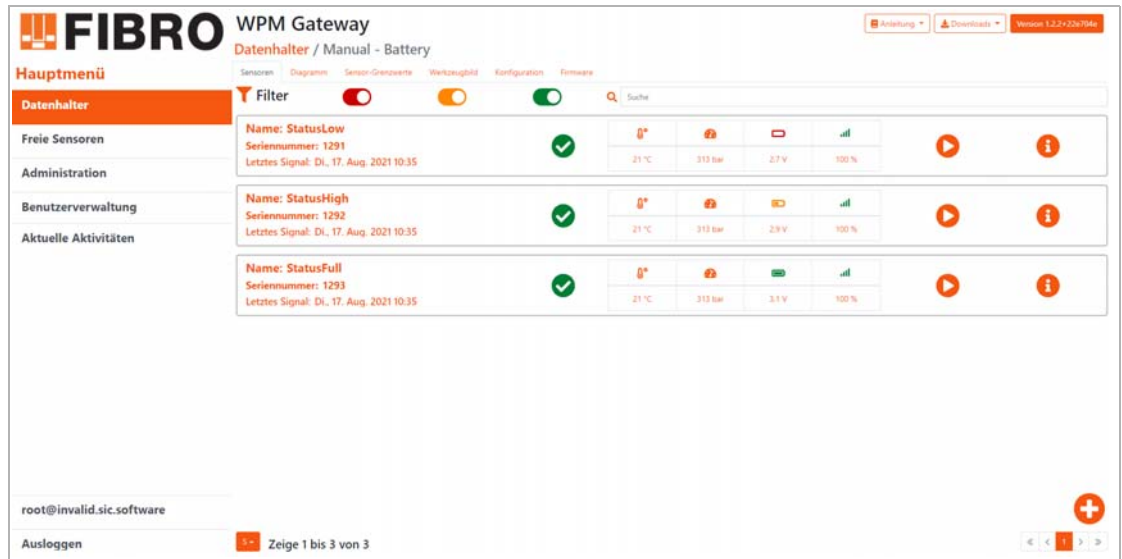 FIBRO
WPM Gateway
Anleitung
Downloads
Version 1.2.2+22e704e
Datenhalter / Manual - Battery
Hauptmenü
Sensoren Diagramm Sensor-Grenzwerte Werkzeugbild Konfiguration Firmware
Filter
Suche
Datenhalter
Freie Sensoren
Administration
Benutzerverwaltung
Aktuelle Aktivitäten
Name: StatusLow
Seriennummer: 1291
Letztes Signal: Di., 17. Aug. 2021 10:35
21 °C 313 bar 2.7 V 100 %
Name: StatusHigh
Seriennummer: 1292
Letztes Signal: Di., 17. Aug. 2021 10:35
21 °C 313 bar 2.9 V 100 %
Name: StatusFull
Seriennummer: 1293
Letztes Signal: Di., 17. Aug. 2021 10:35
21 °C 313 bar 3.1 V 100 %
root@invalid.sic.software
Ausloggen
5
Zeige 1 bis 3 von 3
« < 1 > »